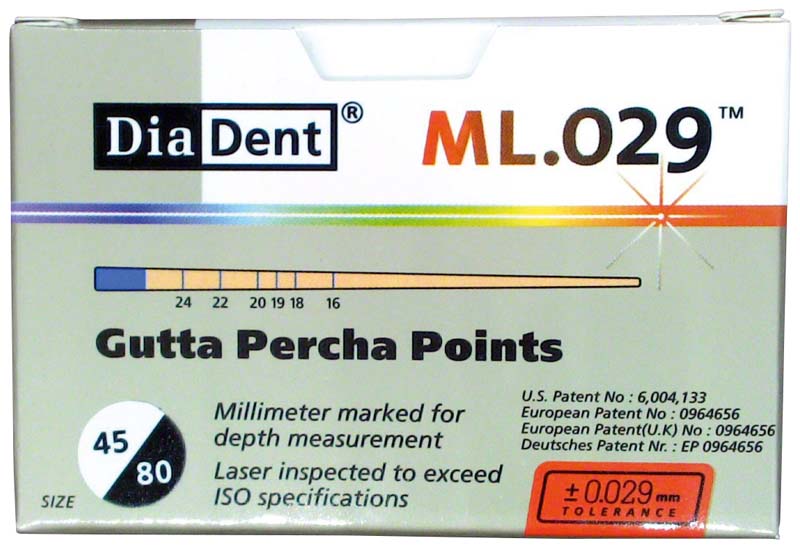 DiaDent® ML.029™
24 22 20 19 18 16
Gutta Percha Points
45
80
SIZE
Millimeter marked for
depth measurement
Laser inspected to exceed
ISO specifications
U.S. Patent No : 6,004,133
European Patent No : 0964656
European Patent(U.K) No : 0964656
Deutsches Patent Nr. : EP 0964656
±0.029 mm
TOLERANCE